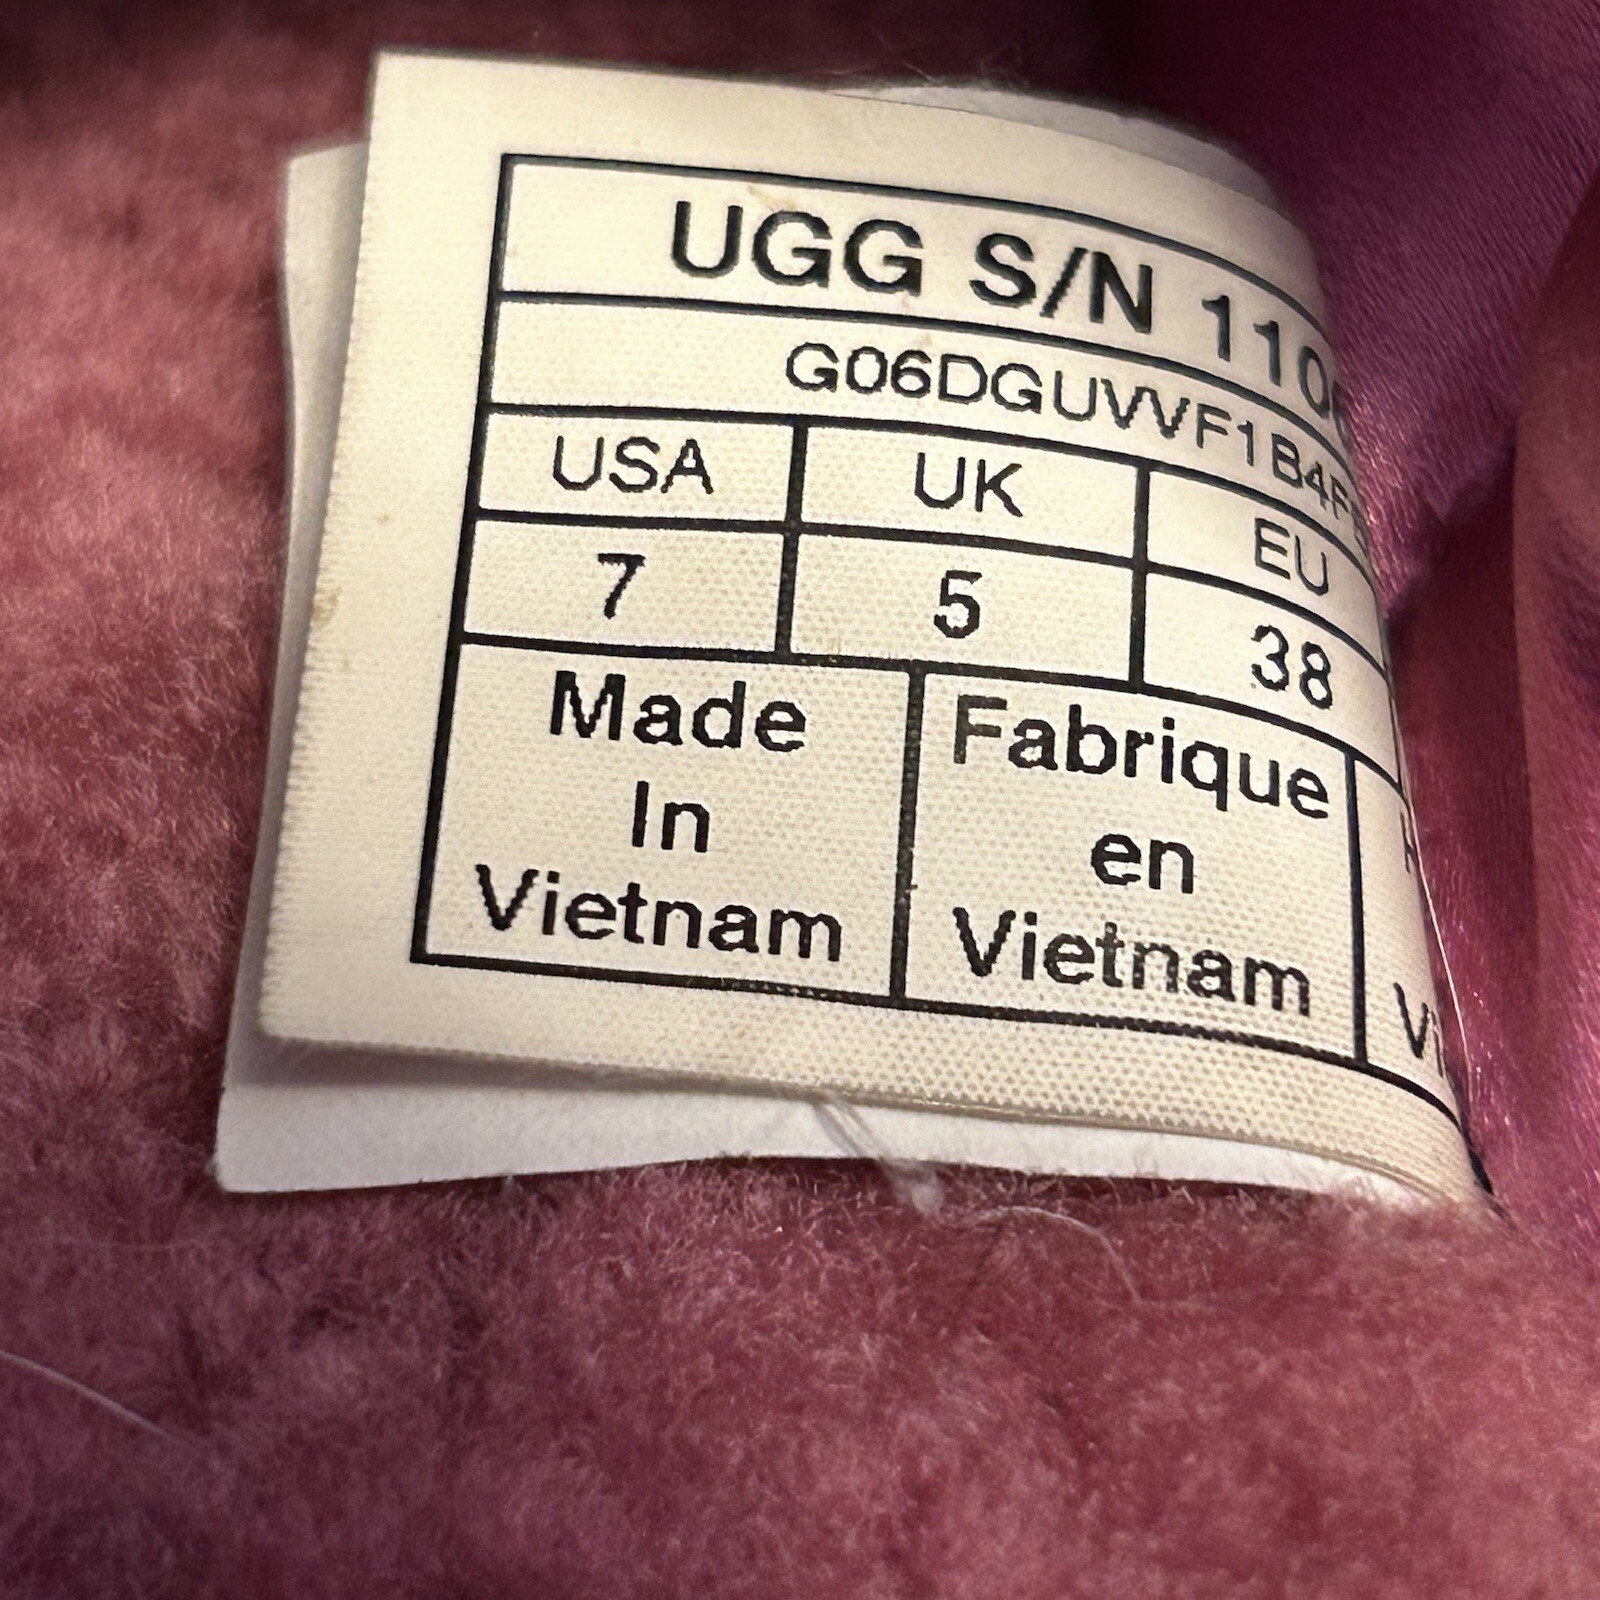 UGG S/N 110
G06DGUVVF1B4F
USA UK EU
7 5 38
Made
In
Vietnam
Fabrique
en
Vietnam